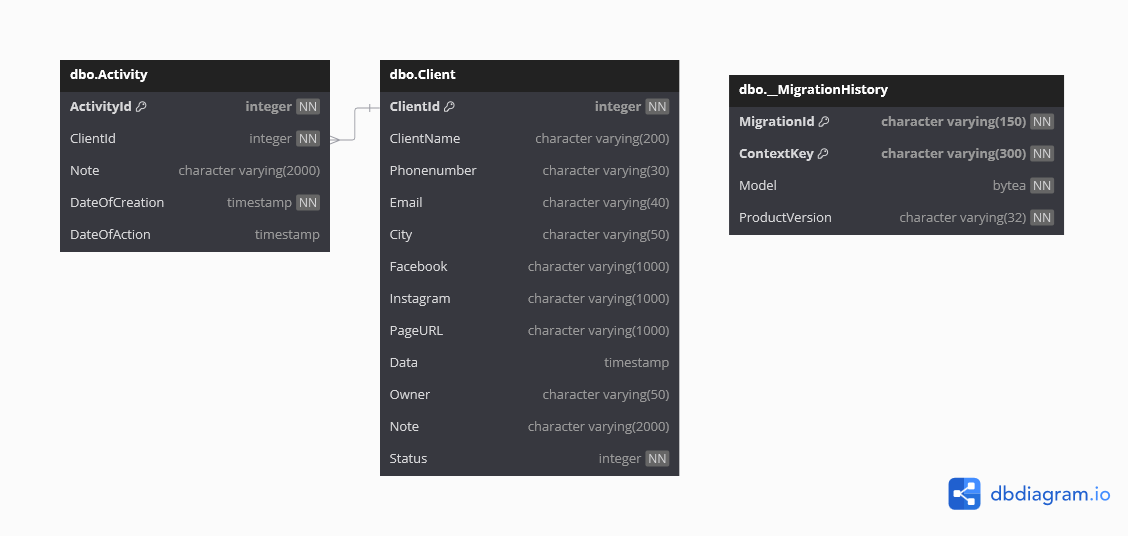 dbo.Activity
ActivityId integer NN
ClientId integer NN
Note character varying(2000)
DateOfCreation timestamp NN
DateOfAction timestamp
dbo.Client
ClientId integer NN
ClientName character varying(200)
Phonenumber character varying(30)
Email character varying(40)
City character varying(50)
Facebook character varying(1000)
Instagram character varying(1000)
PageURL character varying(1000)
Data timestamp
Owner character varying(50)
Note character varying(2000)
Status integer NN
dbo.__MigrationHistory
MigrationId character varying(150) NN
ContextKey character varying(300) NN
Model bytea NN
ProductVersion character varying(32) NN
dbdiagram.io